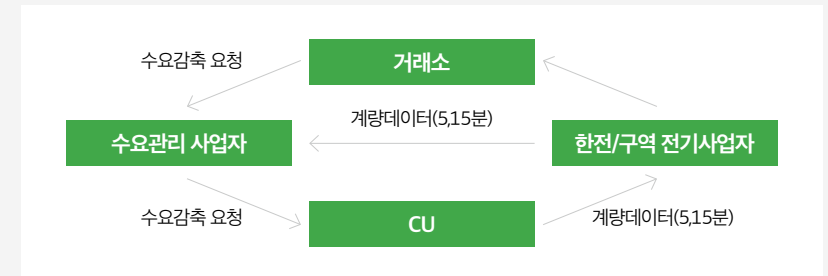 수요감축 요청
거래소
계량데이터(5,15분)
수요관리 사업자
한전/구역 전기사업자
수요감축 요청
CU
계량데이터(5,15분)